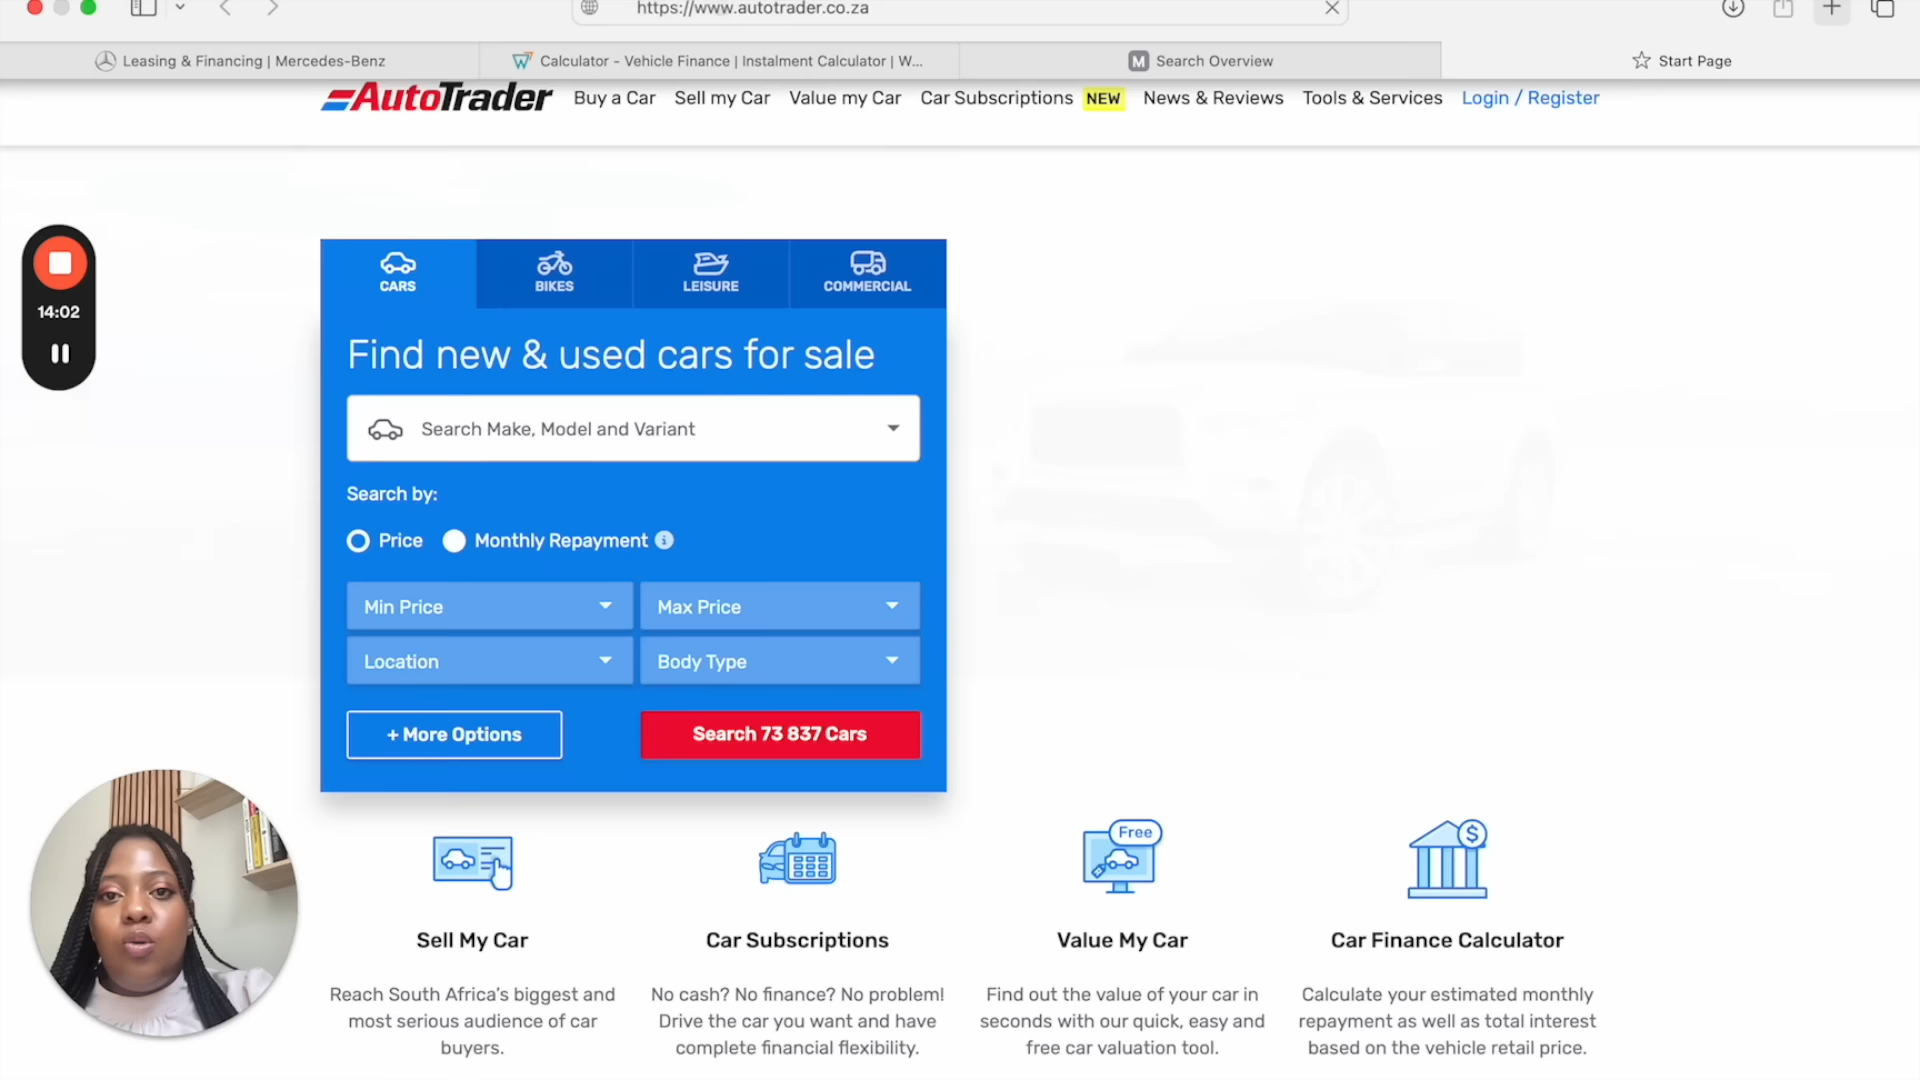 https://www.autotrader.co.za
Leasing & Financing | Mercedes-Benz
Calculator - Vehicle Finance | Instalment Calculator | W...
M Search Overview
Start Page
AutoTrader
Buy a Car
Sell my Car
Value my Car
Car Subscriptions NEW
News & Reviews
Tools & Services
Login / Register
14:02
CARS
BIKES
LEISURE
COMMERCIAL
Find new & used cars for sale
Search Make, Model and Variant
Search by:
Price
Monthly Repayment i
Min Price
Max Price
Location
Body Type
+ More Options
Search 73 837 Cars
Sell My Car
Reach South Africa's biggest and
most serious audience of car
buyers.
Car Subscriptions
No cash? No finance? No problem!
Drive the car you want and have
complete financial flexibility.
Free
Value My Car
Find out the value of your car in
seconds with our quick, easy and
free car valuation tool.
$
Car Finance Calculator
Calculate your estimated monthly
repayment as well as total interest
based on the vehicle retail price.